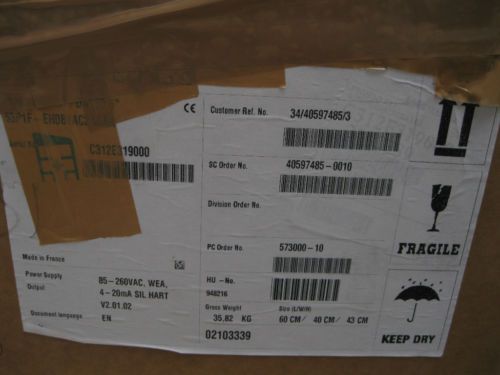 CE
Customer Ref. No. 34/40597485/3
C312E319000
SC Order No. 40597485-0010
Division Order No.
PC Order No. 573000-10
Made in France
Power Supply 85-260VAC, WEA,
Output 4-20mA SIL HART
V2.01.02
Document language EN
HU -No.
948216
Gross Weight Size (L/W/H)
35,82 KG 60 CM/ 40 CM/ 43 CM
02103339
FRAGILE
KEEP DRY